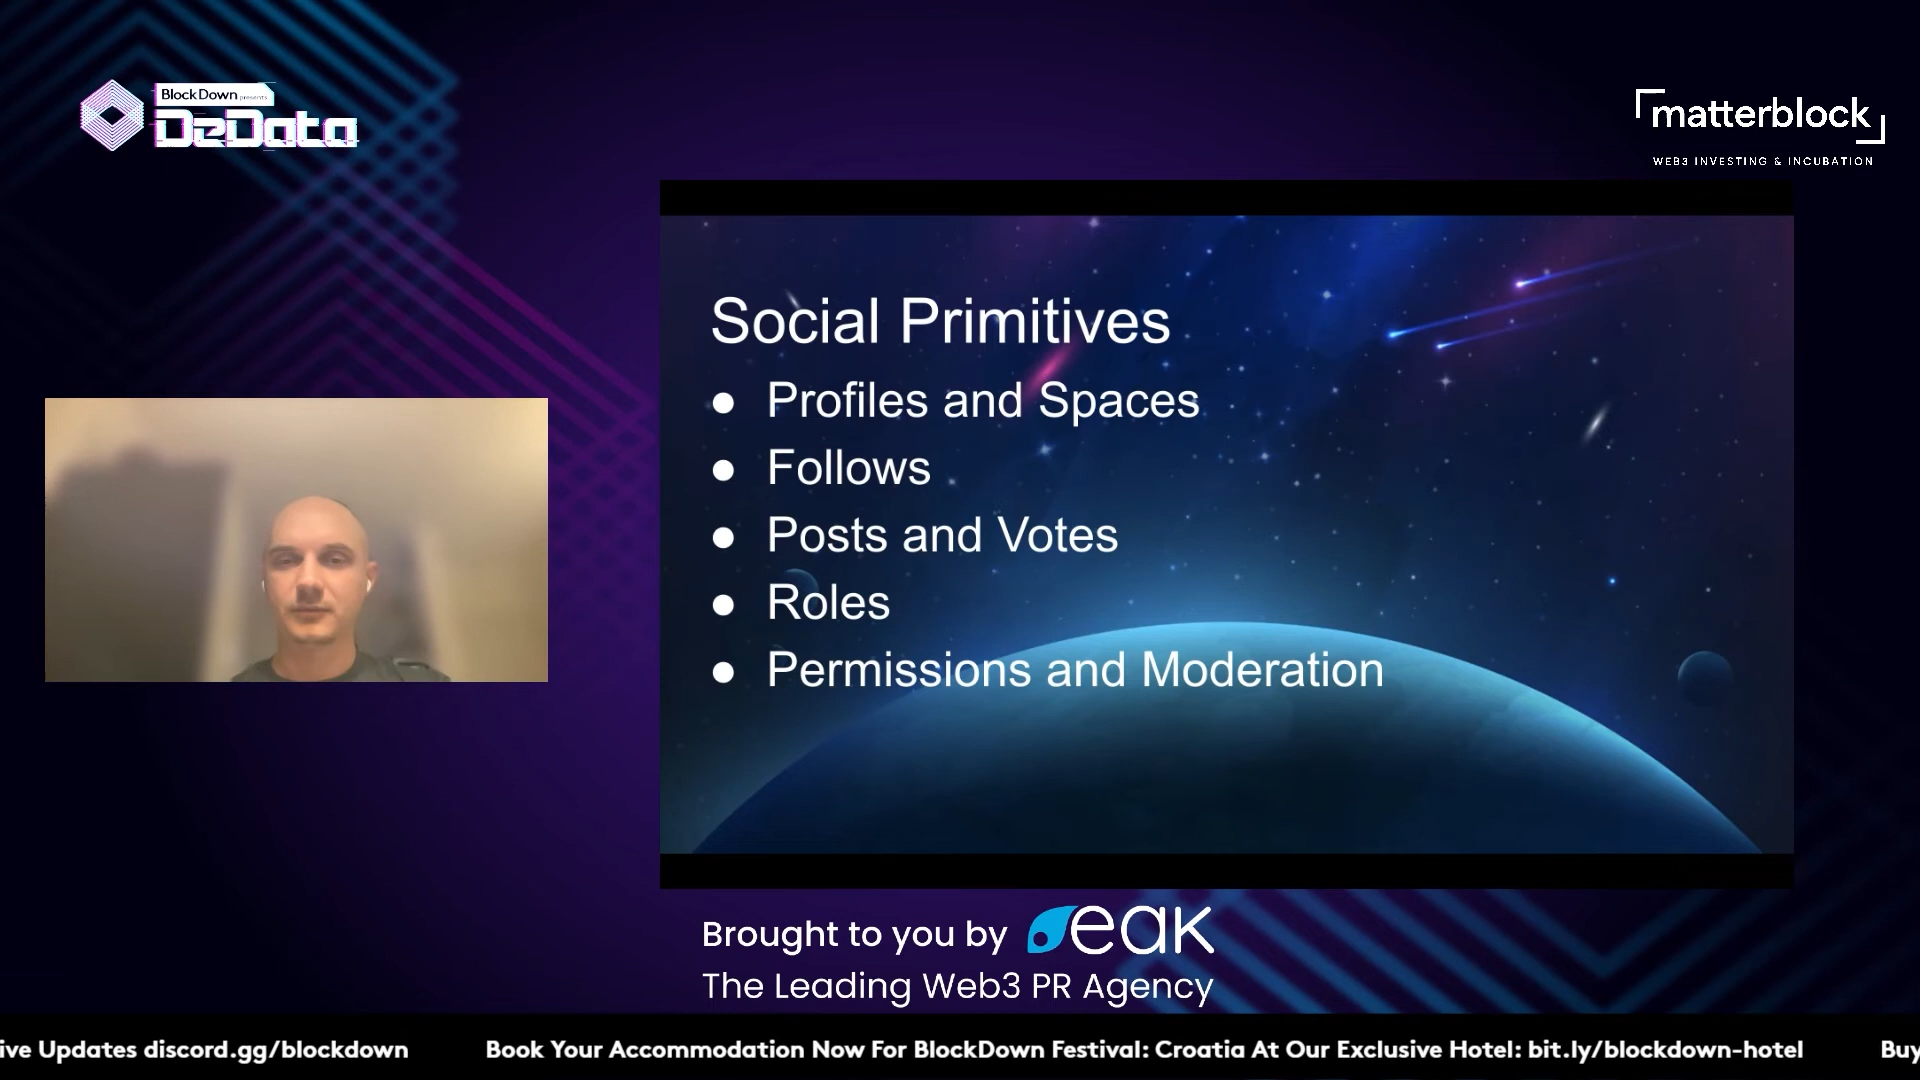 BlockDown presents
DeData
matterblock
WEB3 INVESTING & INCUBATION
Social Primitives
● Profiles and Spaces
● Follows
● Posts and Votes
● Roles
● Permissions and Moderation
Brought to you by eak
The Leading Web3 PR Agency
ive Updates discord.gg/blockdown Book Your Accommodation Now For BlockDown Festival: Croatia At Our Exclusive Hotel: bit.ly/blockdown-hotel Buy